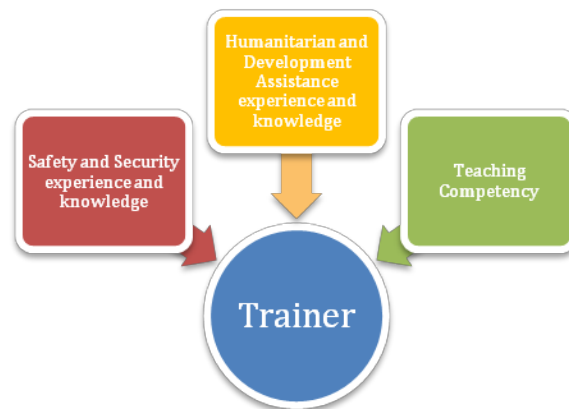 Humanitarian and
Development
Assistance
experience and
knowledge
Safety and Security
experience and
knowledge
Teaching
Competency
Trainer